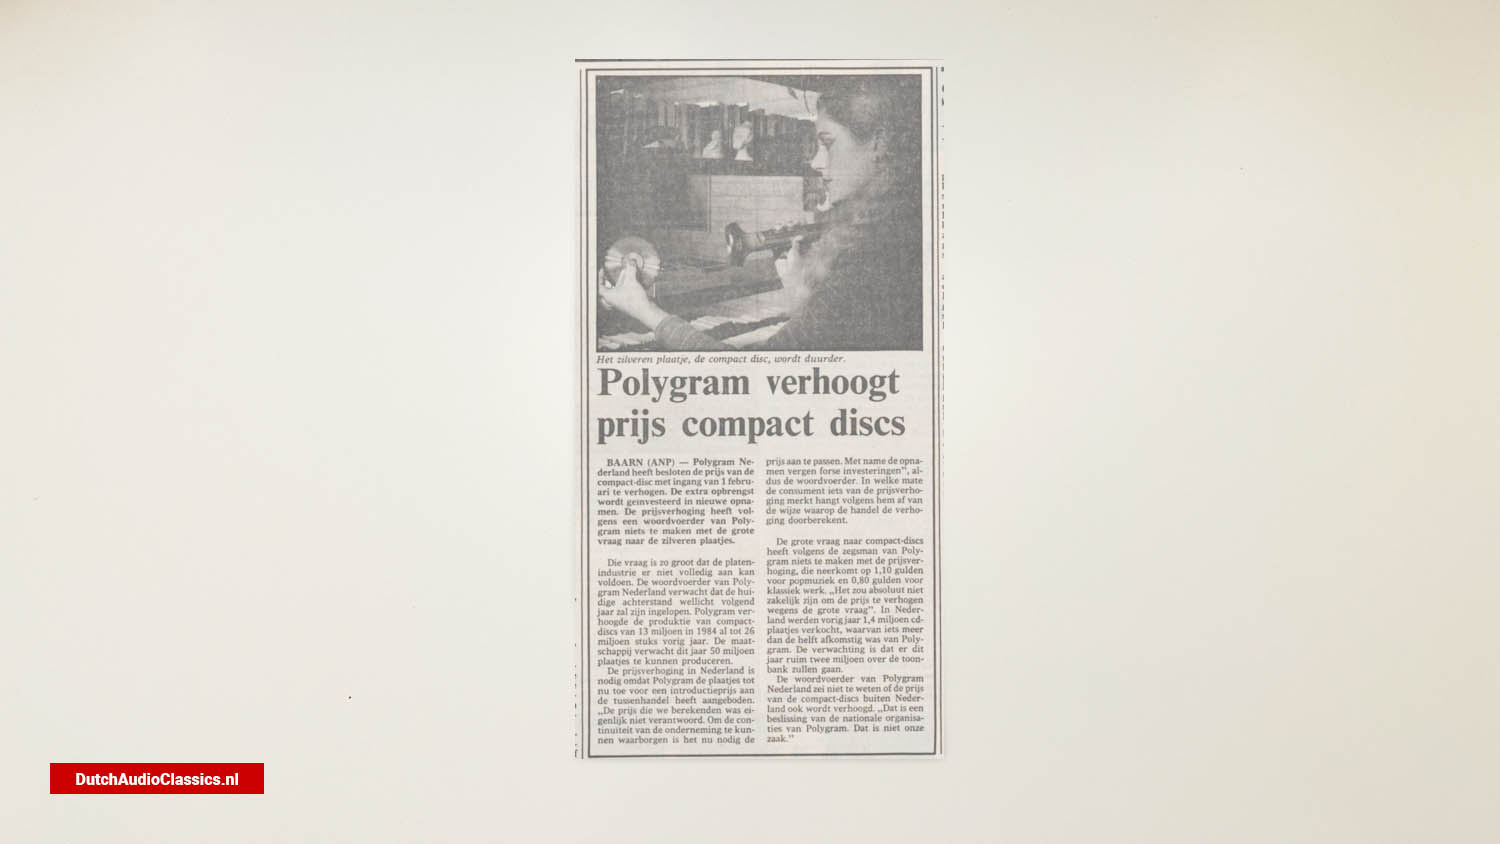 Het zilveren plaatje, de compact disc, wordt duurder.
Polygram verhoogt
prijs compact discs
BAARN (ANP) — Polygram Ne-
derland heeft besloten de prijs van de
compact-disc met ingang van 1 febru-
ari te verhogen. De extra opbrengst
wordt geïnvesteerd in nieuwe opna-
men. De prijsverhoging heeft vol-
gens een woordvoerder van Poly-
gram niets te maken met de grote
vraag naar de zilveren plaatjes.
Die vraag is zo groot dat de platen-
industrie er niet volledig aan kan
voldoen. De woordvoerder van Poly-
gram Nederland verwacht dat de hui-
dige achterstand wellicht volgend
jaar zal zijn ingelopen. Polygram ver-
hoogde de produktie van compact-
discs van 13 miljoen in 1984 al tot 26
miljoen stuks vorig jaar. De maat-
schappij verwacht dit jaar 50 miljoen
plaatjes te kunnen produceren.
De prijsverhoging in Nederland is
nodig omdat Polygram de plaatjes tot
nu toe voor een introductieprijs aan
de tussenhandel heeft aangeboden.
„De prijs die we berekenden was ei-
genlijk niet verantwoord. Om de con-
tinuïteit van de onderneming te kun-
nen waarborgen is het nu nodig de
prijs aan te passen. Met name de opna-
men vergen forse investeringen”, al-
dus de woordvoerder. In welke mate
de consument iets van de prijsverho-
ging merkt hangt volgens hem af van
de wijze waarop de handel de verho-
ging doorberekent.
De grote vraag naar compact-discs
heeft volgens de zegsman van Poly-
gram niets te maken met de prijsver-
hoging, die neerkomt op 1,10 gulden
voor popmuziek en 0,80 gulden voor
klassiek werk. „Het zou absoluut niet
zakelijk zijn om de prijs te verhogen
wegens de grote vraag”. In Neder-
land werden vorig jaar 1,4 miljoen cd-
plaatjes verkocht, waarvan iets meer
dan de helft afkomstig was van Poly-
gram. De verwachting is dat er dit
jaar ruim twee miljoen over de toon-
bank zullen gaan.
De woordvoerder van Polygram
Nederland zei niet te weten of de prijs
van de compact-discs buiten Neder-
land ook wordt verhoogd. „Dat is een
beslissing van de nationale organisa-
ties van Polygram. Dat is niet onze
zaak.”
DutchAudioClassics.nl